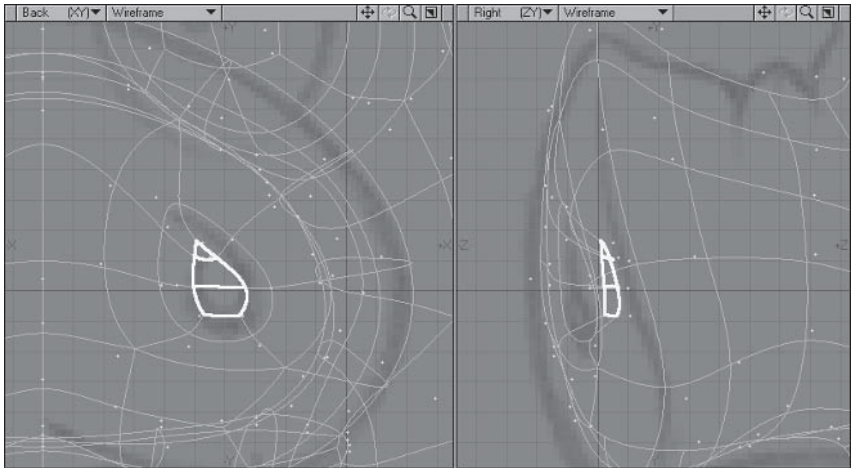 Back (XY) Wireframe
Right (ZY) Wireframe
Y
Y
-X
+X
-Z
+Z
-Y